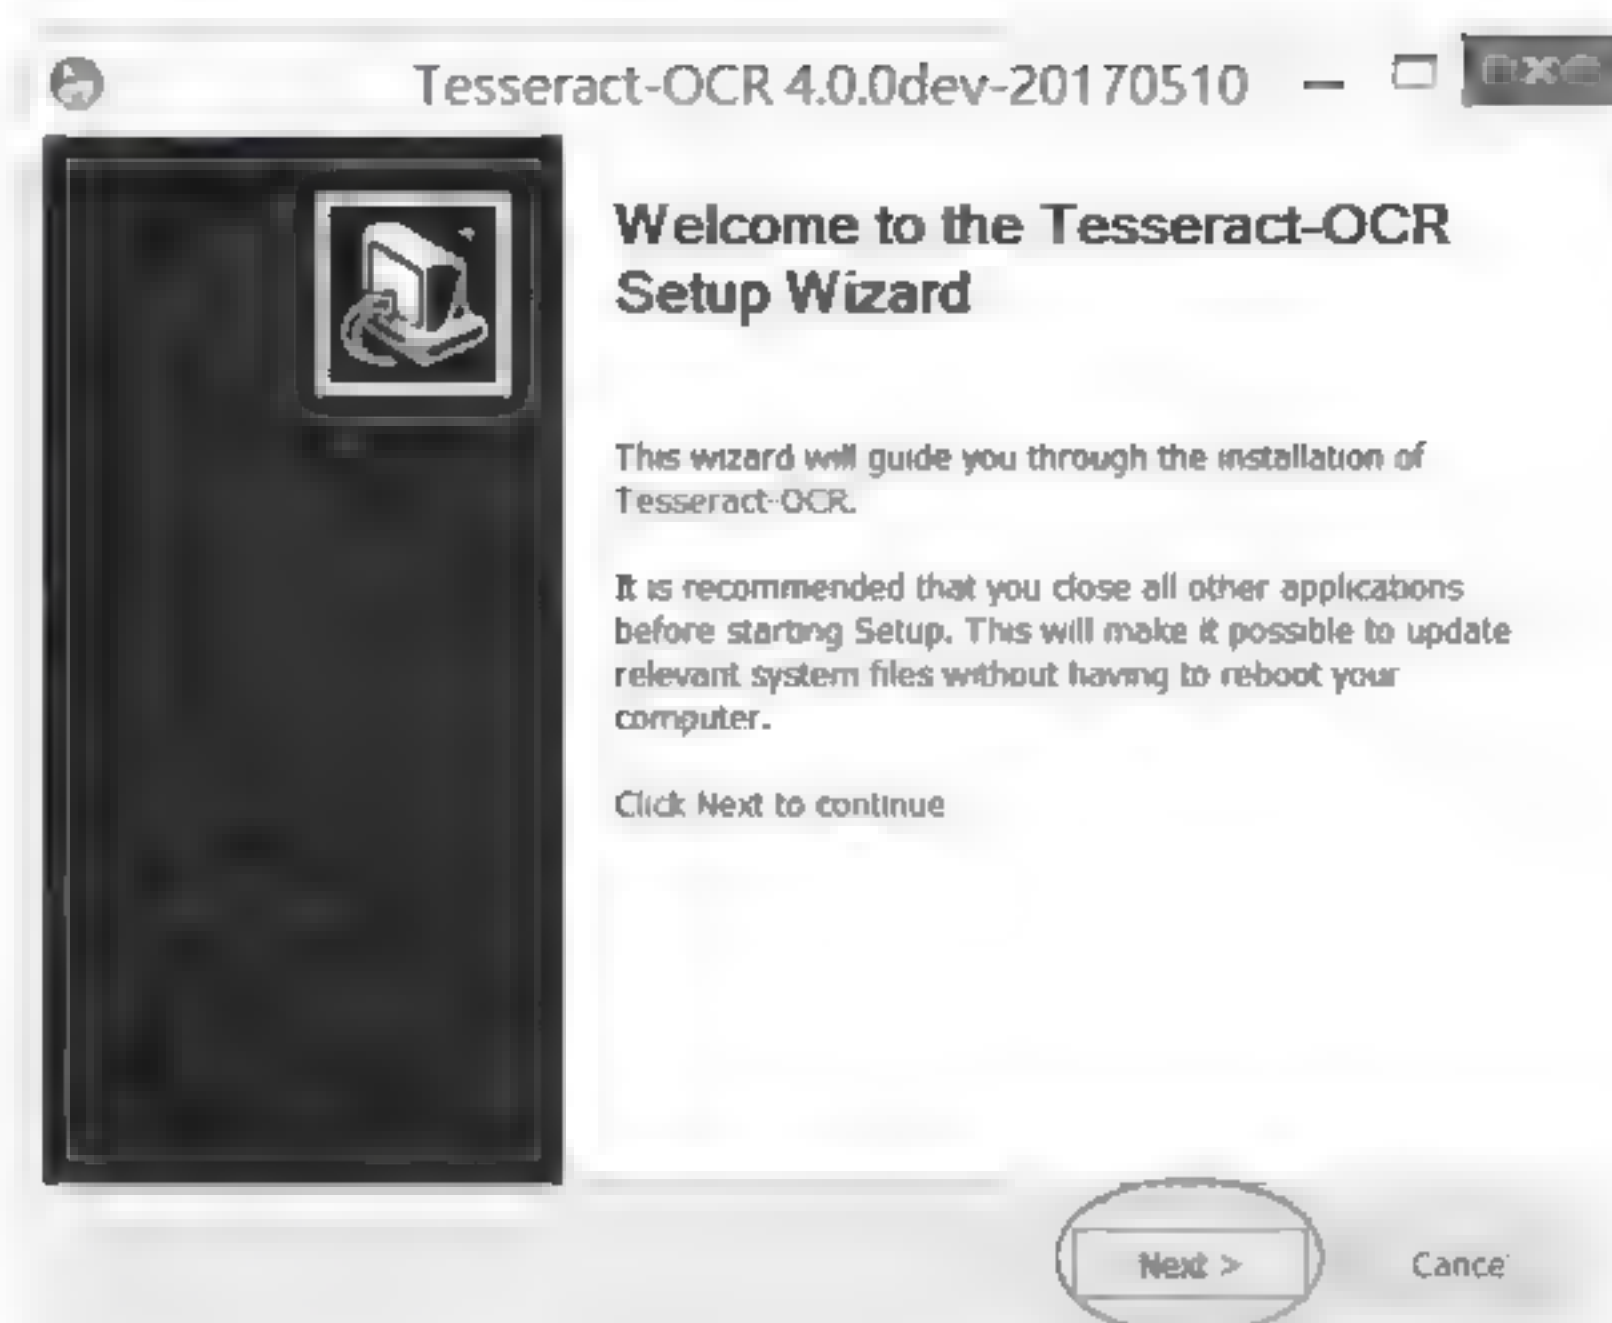 Tesseract-OCR 4.0.0dev-20170510
Welcome to the Tesseract-OCR
Setup Wizard
This wizard will guide you through the installation of
Tesseract-OCR.
It is recommended that you close all other applications
before starting Setup. This will make it possible to update
relevant system files without having to reboot your
computer.
Click Next to continue
Next >
Cancel